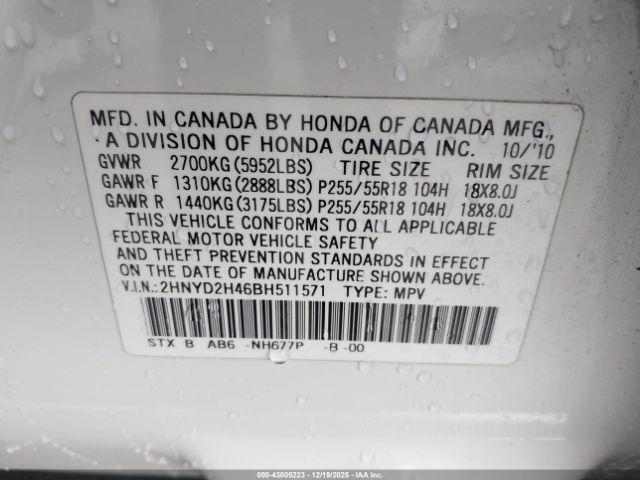 MFD. IN CANADA BY HONDA OF CANADA MFG.,
A DIVISION OF HONDA CANADA INC. 10/'10
GVWR 2700KG(5952LBS) TIRE SIZE RIM SIZE
GAWR F 1310KG(2888LBS) P255/55R18 104H 18X8.0J
GAWR R 1440KG(3175LBS) P255/55R18 104H 18X8.0J
THIS VEHICLE CONFORMS TO ALL APPLICABLE
FEDERAL MOTOR VEHICLE SAFETY
AND THEFT PREVENTION STANDARDS IN EFFECT
ON THE DATE OF MANUFACTURE SHOWN ABOVE.
V.I.N.:2HNYD2H46BH511571 TYPE: MPV
STX B AB6 -NH677P -B-00
000-43805223 - 12/19/2025 - IAAI.COM